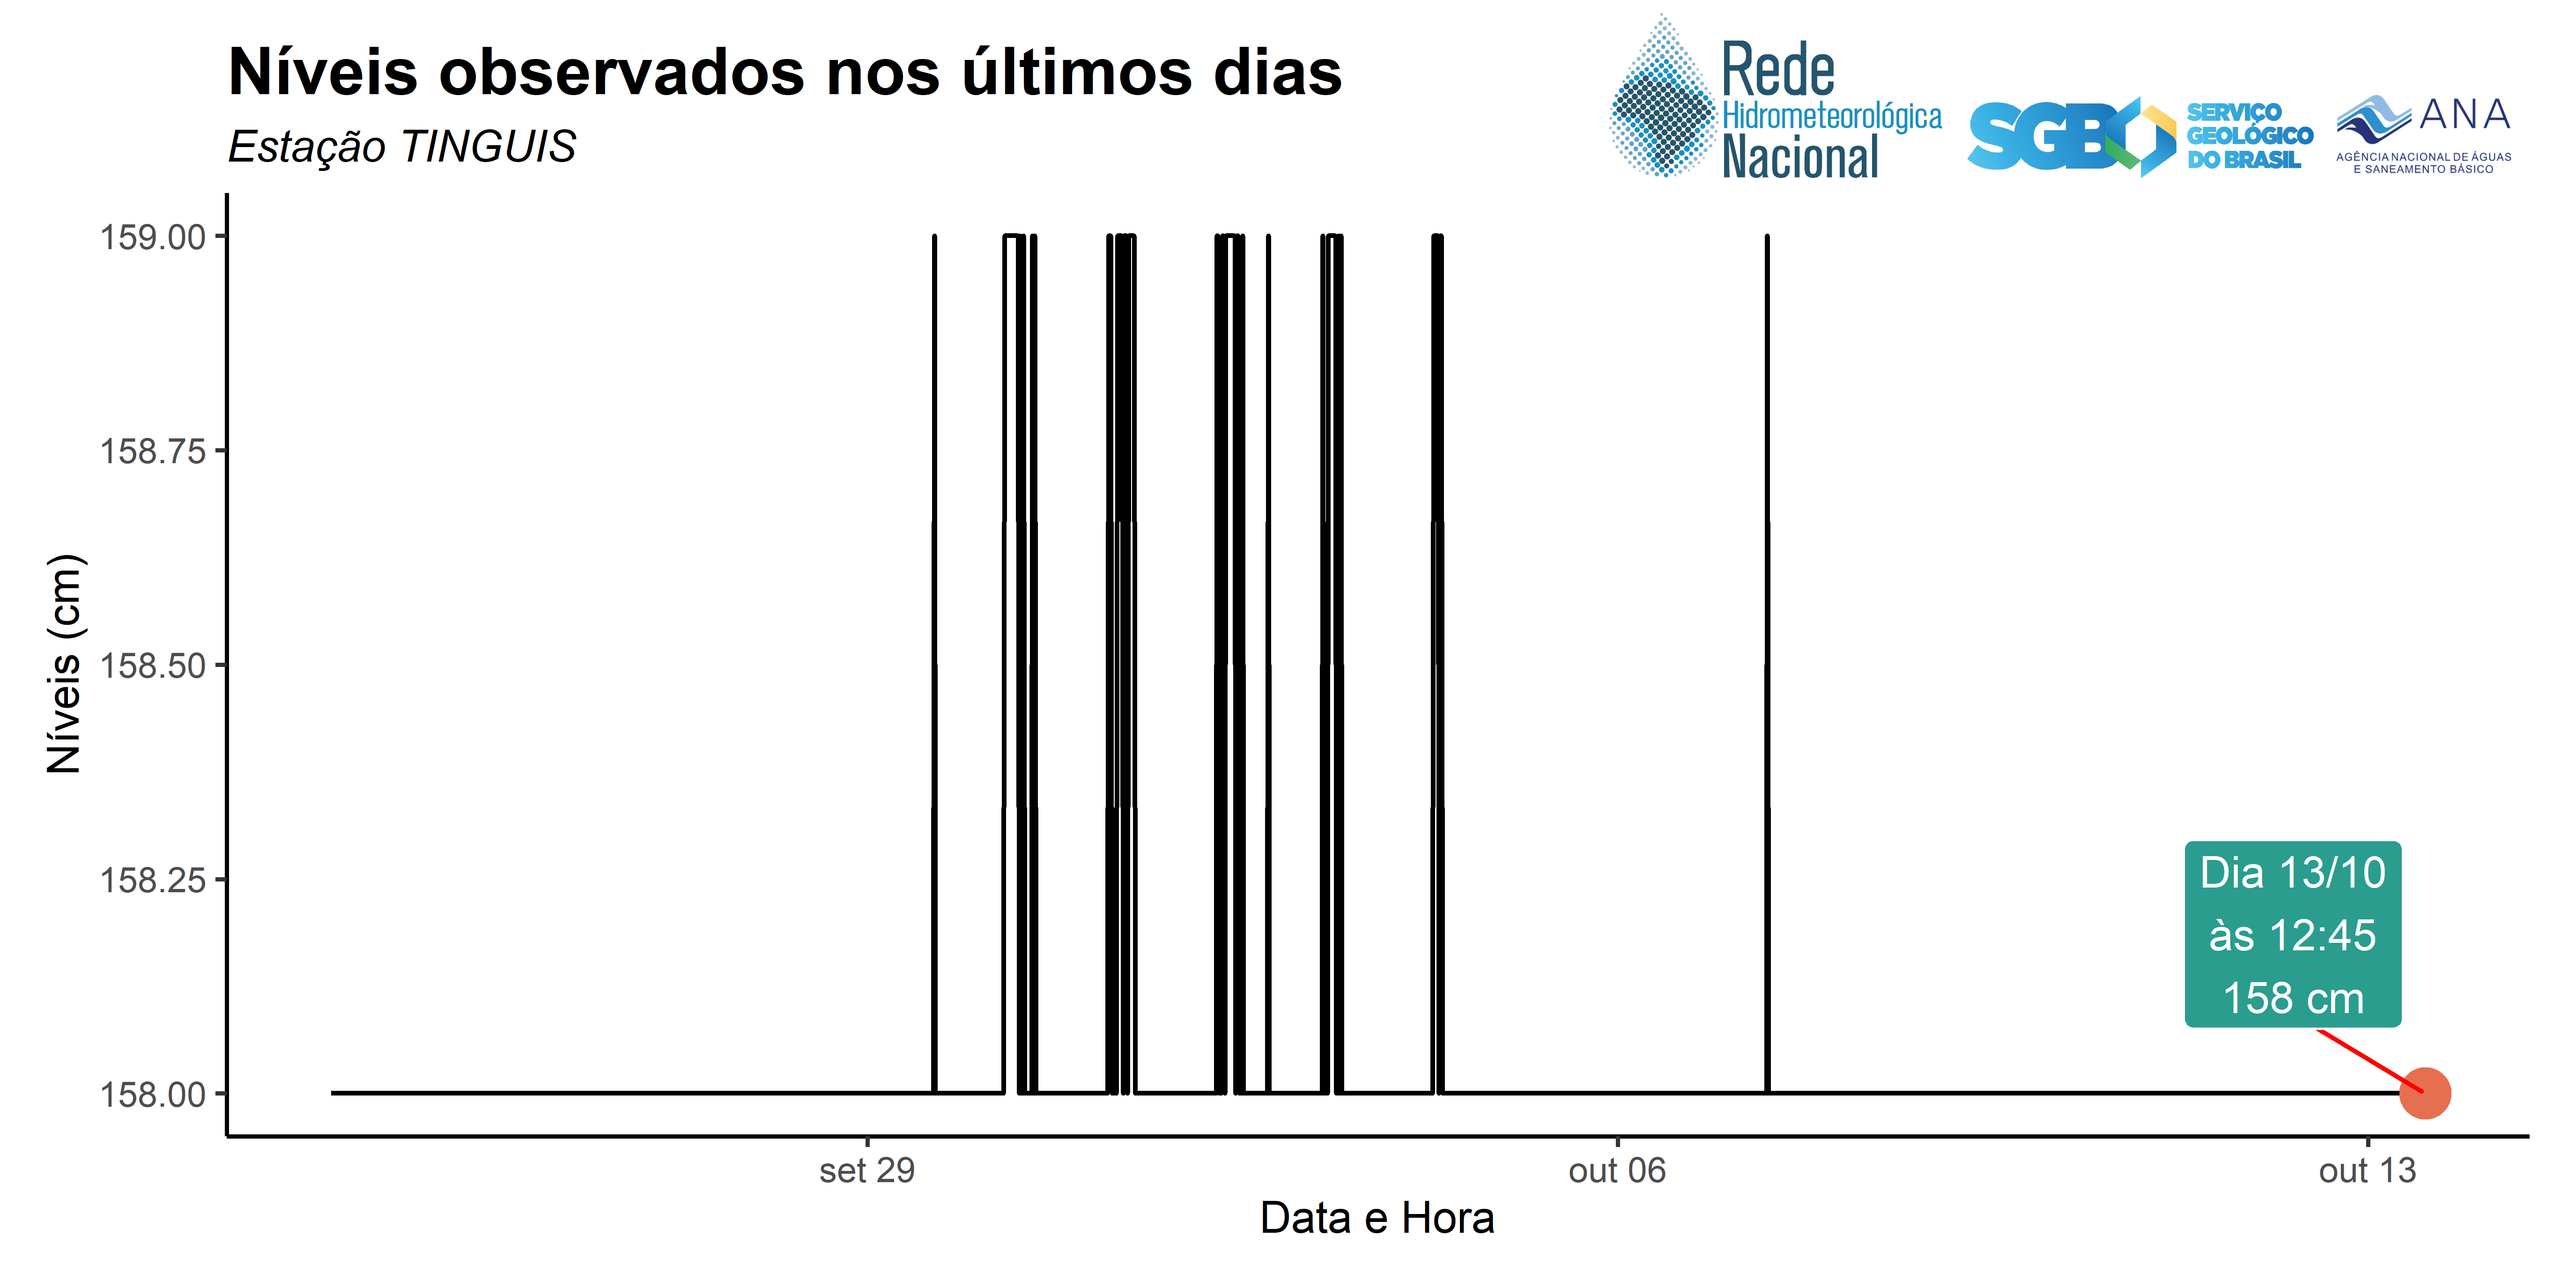 Níveis observados nos últimos dias
Estação TINGUIS
Rede
Hidrometeorológica
Nacional
SGB
SERVIÇO
GEOLÓGICO
DO BRASIL
ANA
AGÊNCIA NACIONAL DE ÁGUAS
E SANEAMENTO BÁSICO
159.00
158.75
158.50
158.25
158.00
Níveis (cm)
Dia 13/10
às 12:45
158 cm
set 29
out 06
out 13
Data e Hora